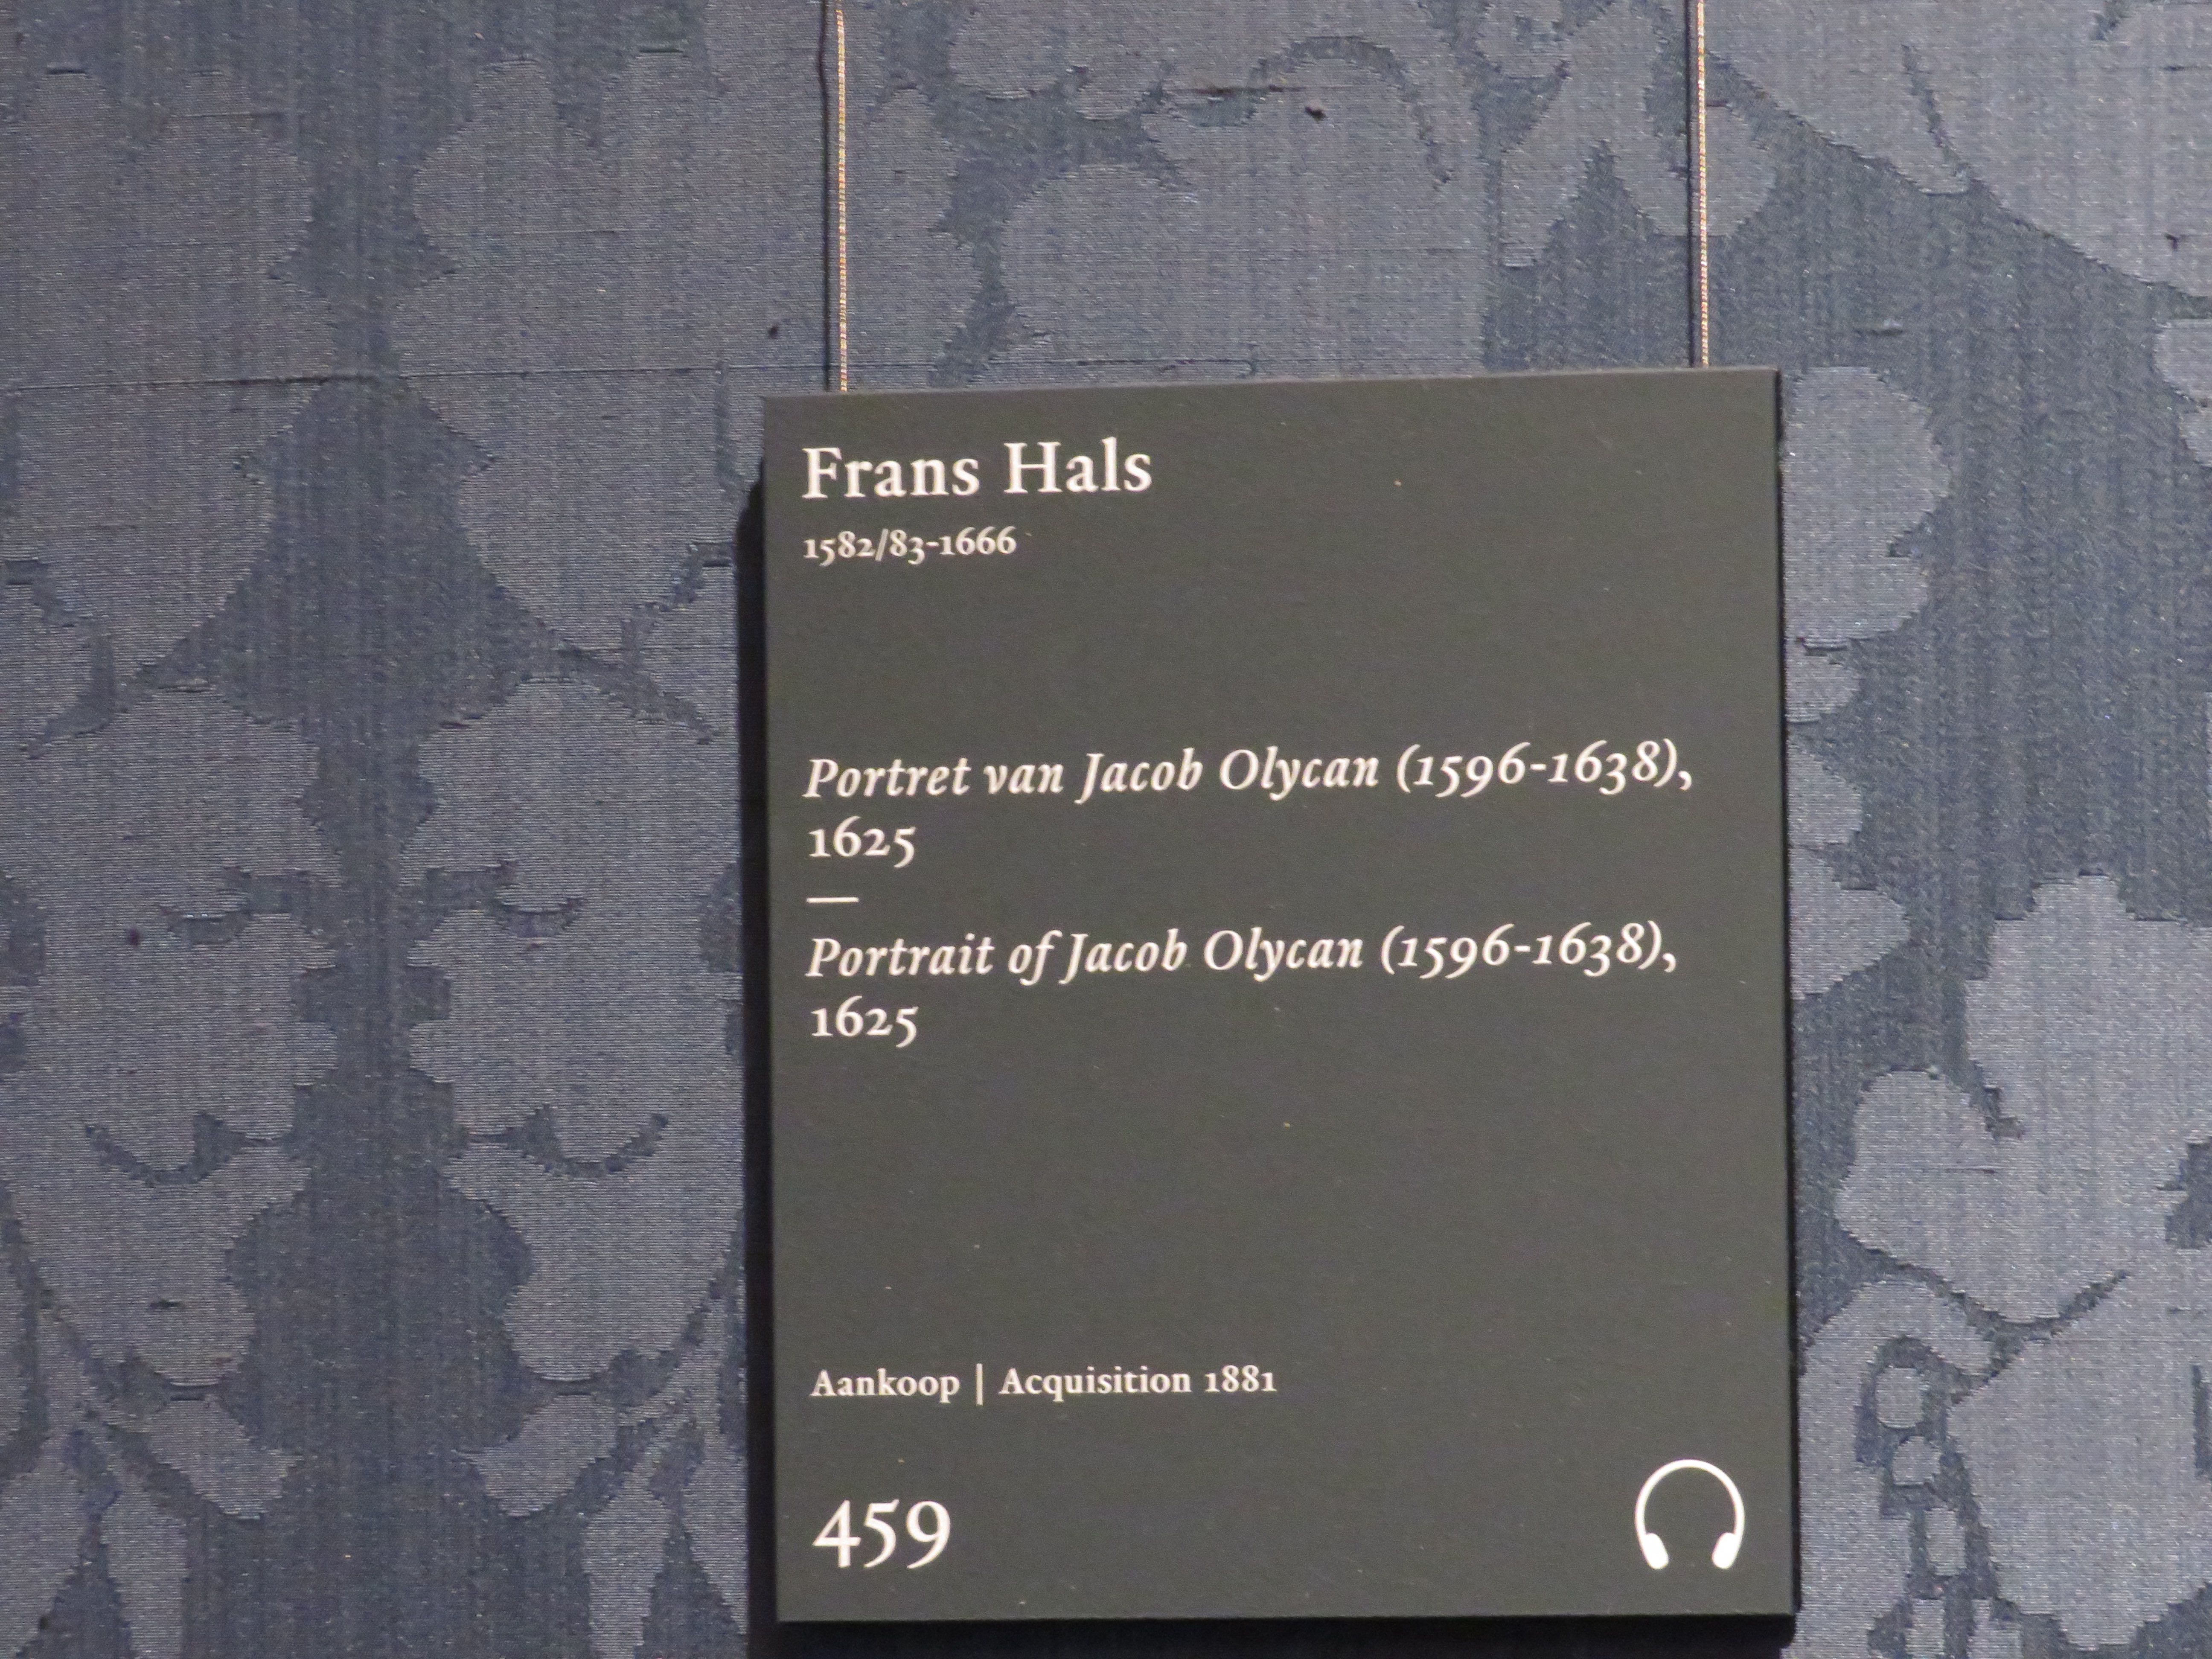 Frans Hals
1582/83-1666
Portret van Jacob Olycan (1596-1638),
1625
—
Portrait of Jacob Olycan (1596-1638),
1625
Aankoop | Acquisition 1881
459